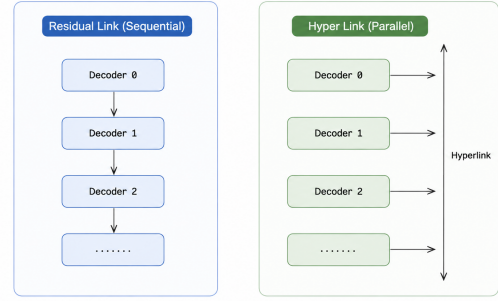 Residual Link (Sequential)
Decoder 0
Decoder 1
Decoder 2
.......
Hyper Link (Parallel)
Decoder 0
Decoder 1
Decoder 2
.......
Hyperlink